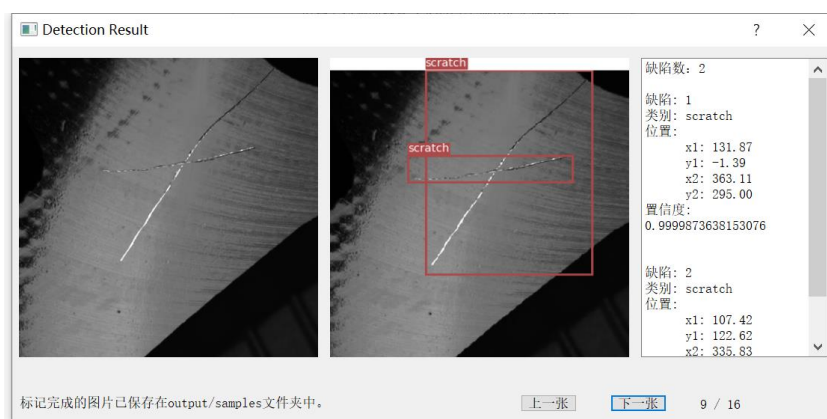 Detection Result
?
scratch
scratch
缺陷数: 2
缺陷: 1
类别: scratch
位置:
x1: 131.87
y1: -1.39
x2: 363.11
y2: 295.00
置信度:
0.9999873638153076
缺陷: 2
类别: scratch
位置:
x1: 107.42
y1: 122.62
x2: 335.83
标记完成的图片已保存在output/samples文件夹中。
上一张
下一张
9 / 16